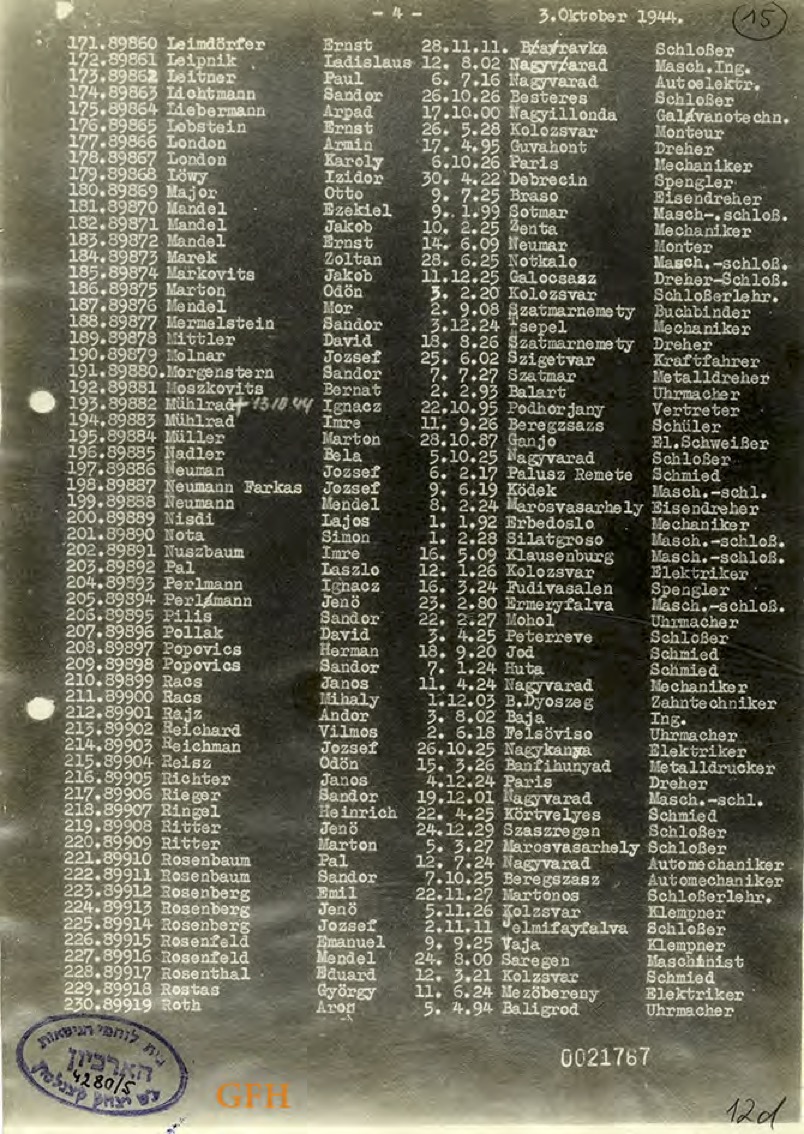 - 4 - 3.Oktober 1944. 15
171.89860 Leimdörfer Ernst 28.11.11. Bravravka Schloßer
172.89861 Leipnik Ladislaus 12. 8.02 Nagyvarad Masch.Ing.
173.89862 Leitner Paul 6. 7.16 Nagyvarad Autoelektr.
174.89863 Lichtmann Sandor 26.10.26 Besteres Schloßer
175.89864 Liebermann Arpad 17.10.00 Nagyillonda Galvanotechn.
176.89865 Lobstein Ernst 26. 5.28 Kolozsvar Monteur
177.89866 London Armin 17. 4.95 Guvahont Dreher
178.89867 London Karoly 6.10.26 Paris Mechaniker
179.89868 Löwy Izidor 30. 4.22 Debrecin Spengler
180.89869 Major Otto 9. 7.25 Braso Eisendreher
181.89870 Mandel Ezekiel 9. 1.99 Sotmar Masch-.schloß.
182.89871 Mandel Jakob 10. 2.25 Zenta Mechaniker
183.89872 Mandel Ernst 14. 6.09 Neumar Monter
184.89873 Marek Zoltan 28. 6.25 Notkalo Masch.-schloß.
185.89874 Markovits Jakob 11.12.25 Galocsasz Dreher-Schloß.
186.89875 Marton Odön 3. 2.20 Kolozsvar Schloßerlehr.
187.89876 Mendel Mor 2. 9.08 Szatmarnemety Buchbinder
188.89877 Mermelstein Sandor 3.12.24 Tsepel Mechaniker
189.89878 Mittler David 18. 8.26 Szatmarnemety Dreher
190.89879 Molnar Jozsef 25. 6.02 Szigetvar Kraftfahrer
191.89880.Morgenstern Sandor 7. 7.27 Szatmar Metalldreher
192.89881 Moszkovits Bernat 2. 2.93 Balart Uhrmacher
193.89882 Mühlrad + 13.10.44 Ignacz 22.10.95 Podhorjany Vertreter
194.89883 Mühlrad Imre 11. 9.26 Beregzsazs Schüler
195.89884 Müller Marton 28.10.87 Ganjo El.Schweißer
196.89885 Nadler Bela 5.10.25 Nagyvarad Schloßer
197.89886 Neuman Jozsef 6. 2.17 Palusz Remete Schmied
198.89887 Neumann Farkas Jozsef 9. 6.19 Ködek Masch.-schl.
199.89888 Neumann Mendel 8. 2.24 Marosvasarhely Eisendreher
200.89889 Nisdi Lajos 1. 1.92 Erbedoslo Mechaniker
201.89890 Nota Simon 1. 2.28 Silatgroso Masch.-schloß.
202.89891 Nuszbaum Imre 16. 5.09 Klausenburg Masch.-schloß.
203.89892 Pal Laszlo 12. 1.26 Kolozsvar Elektriker
204.89893 Perlmann Ignacz 16. 3.24 Fudivasalen Spengler
205.89894 Perlmann Jenö 23. 2.80 Ermeryfalva Masch.-schloß.
206.89895 Pilis Sandor 22. 2.27 Mohol Uhrmacher
207.89896 Pollak David 3. 4.25 Peterreve Schloßer
208.89897 Popovics Herman 18. 9.20 Jod Schmied
209.89898 Popovics Sandor 7. 1.24 Huta Schmied
210.89899 Racs Janos 11. 4.24 Nagyvarad Mechaniker
211.89900 Racs Mihaly 1.12.03 B.Dyoszeg Zahntechniker
212.89901 Rajz Andor 3. 8.02 Baja Ing.
213.89902 Reichard Vilmos 2. 6.18 Felsöviso Uhrmacher
214.89903 Reichman Jozsef 26.10.25 Nagykanya Elektriker
215.89904 Reisz Odön 15. 3.26 Banfihunyad Metalldrucker
216.89905 Richter Janos 4.12.24 Paris Dreher
217.89906 Rieger Sandor 19.12.01 Nagyvarad Masch.-schl.
218.89907 Ringel Heinrich 22. 4.25 Körtvelyes Schmied
219.89908 Ritter Jenö 24.12.29 Szaszregen Schloßer
220.89909 Ritter Marton 5. 3.27 Marosvasarhely Schloßer
221.89910 Rosenbaum Pal 12. 7.24 Nagyvarad Automechaniker
222.89911 Rosenbaum Sandor 7.10.25 Beregszasz Automechaniker
223.89912 Rosenberg Emil 22.11.27 Martonos Schloßerlehr.
224.89913 Rosenberg Jenö 5.11.26 Kolzsvar Klempner
225.89914 Rosenberg Jozsef 2.11.11 Jelmifayfalva Schloßer
226.89915 Rosenfeld Emanuel 9. 9.25 Vaja Klempner
227.89916 Rosenfeld Mendel 24. 8.00 Saregen Maschinist
228.89917 Rosenthal Eduard 12. 3.21 Kolzsvar Schmied
229.89918 Rostas György 11. 6.24 Mezöbereny Elektriker
230.89919 Roth Aron 5. 4.94 Baligrod Uhrmacher
בית לוחמי הגיטאות
הארכיון
4280/5
ע"ש יצחק קצנלסון
GFH
0021767
12d